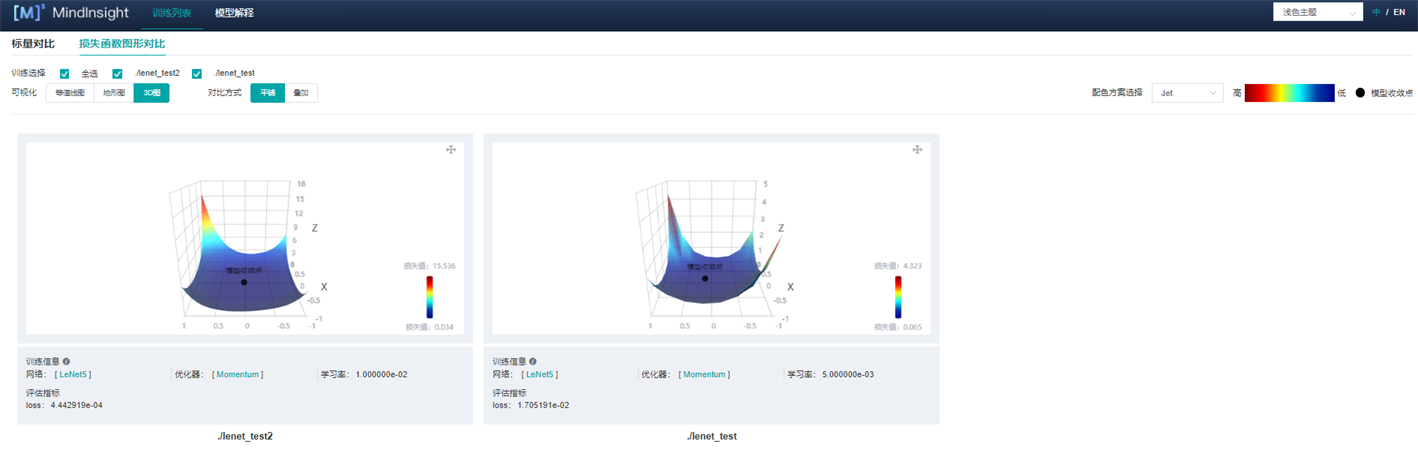 [M]s MindInsight 训练列表 模型解释 浅色主题 中 / EN
标量对比 损失函数图形对比
训练选择 全选 ./lenet_test2 ./lenet_test
可视化 等值线图 地形图 3D图 对比方式 平铺 叠加 配色方案选择 Jet 高 低 模型收敛点
18
15
12
9
6
3
0
Z
0.5
0
-0.5
-1
X
1 0.5 0 -0.5 -1
模型收敛点
损失值: 15.536
损失值: 0.034
5
4
3
2
1
0
Z
0.5
0
-0.5
-1
X
1 0.5 0 -0.5 -1
模型收敛点
损失值: 4.323
损失值: 0.065
训练信息
网络: [ LeNet5 ] 优化器: [ Momentum ] 学习率: 1.000000e-02
评估指标
loss: 4.442919e-04
./lenet_test2
训练信息
网络: [ LeNet5 ] 优化器: [ Momentum ] 学习率: 5.000000e-03
评估指标
loss: 1.705191e-02
./lenet_test